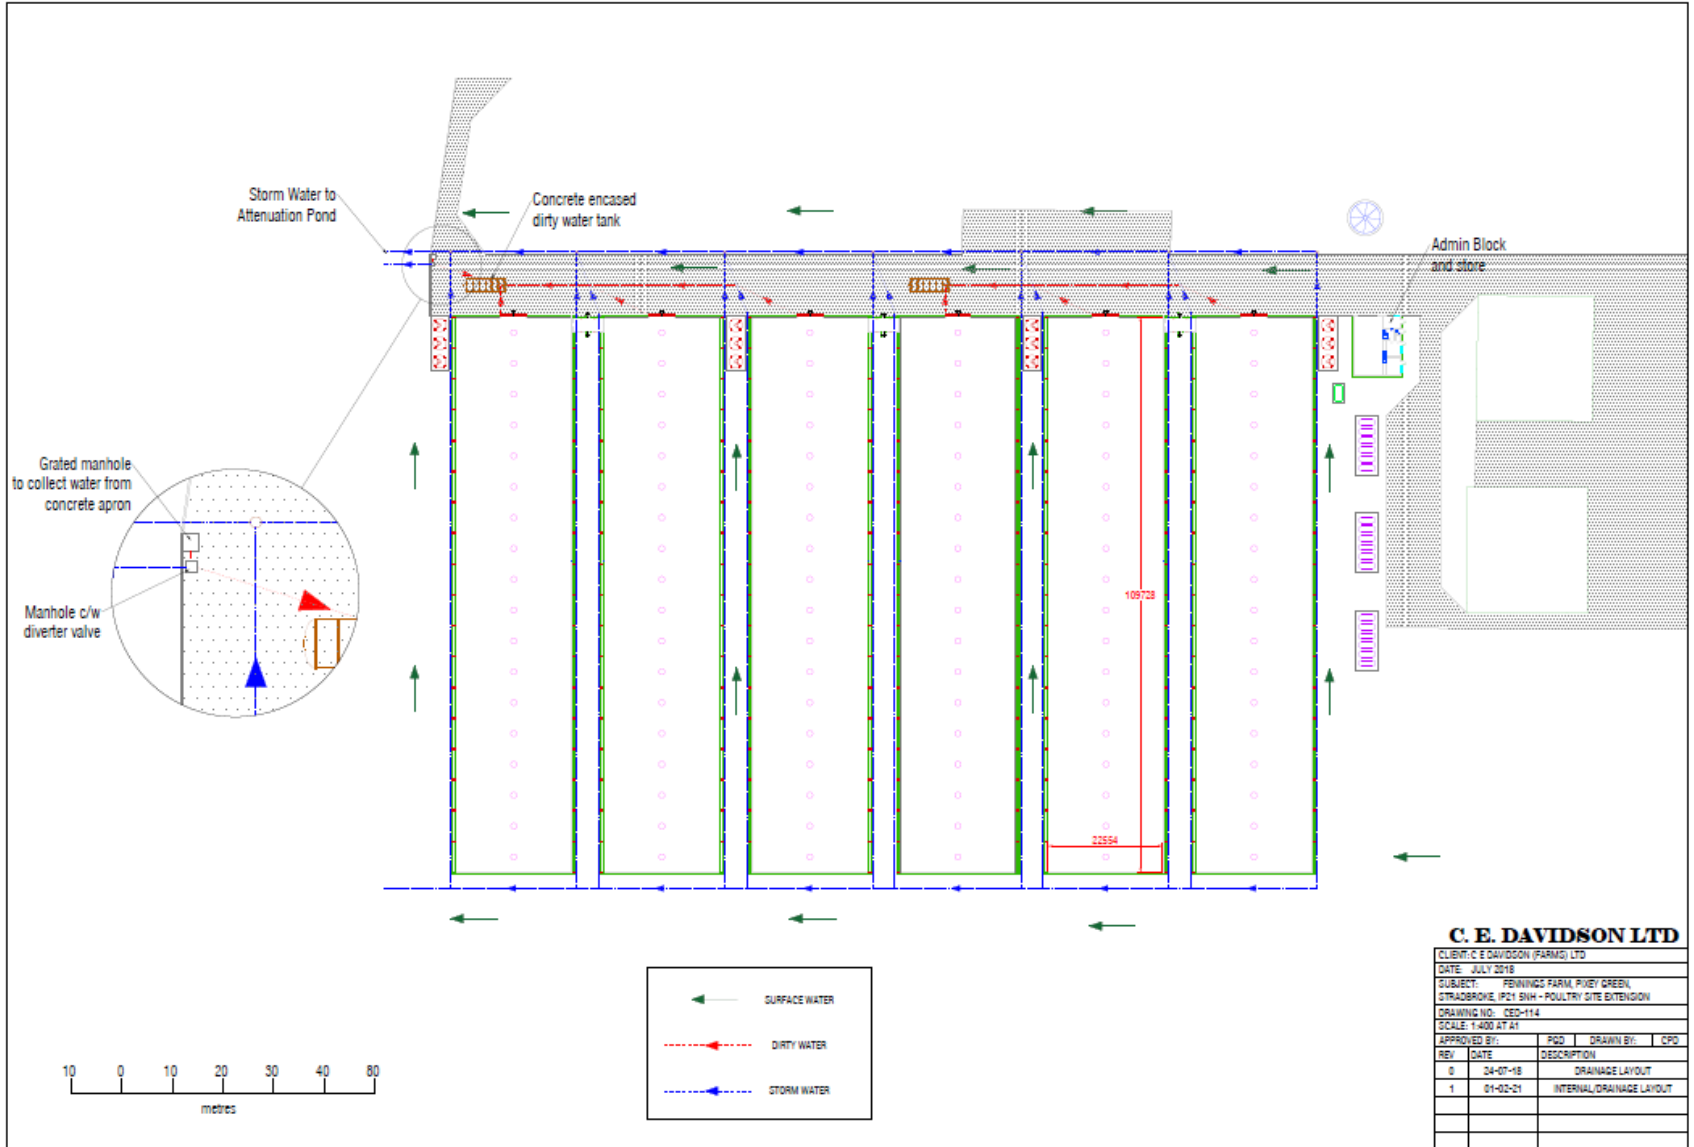 Storm Water to
Attenuation Pond
Concrete encased
dirty water tank
Admin Block
and store
Grated manhole
to collect water from
concrete apron
Manhole c/w
diverter valve
109728
22554
SURFACE WATER
DIRTY WATER
STORM WATER
10 0 10 20 30 40 80
metres
C. E. DAVIDSON LTD
CLIENT: C E DAVIDSON (FARMS) LTD
DATE: JULY 2018
SUBJECT: FENNINGS FARM, PIXEY GREEN,
STRADBROKE, IP21 5NH - POULTRY SITE EXTENSION
DRAWING NO: CED-114
SCALE: 1:400 AT A1
APPROVED BY: PGD DRAWN BY: CPD
REV DATE DESCRIPTION
0 24-07-18 DRAINAGE LAYOUT
1 01-02-21 INTERNAL/DRAINAGE LAYOUT